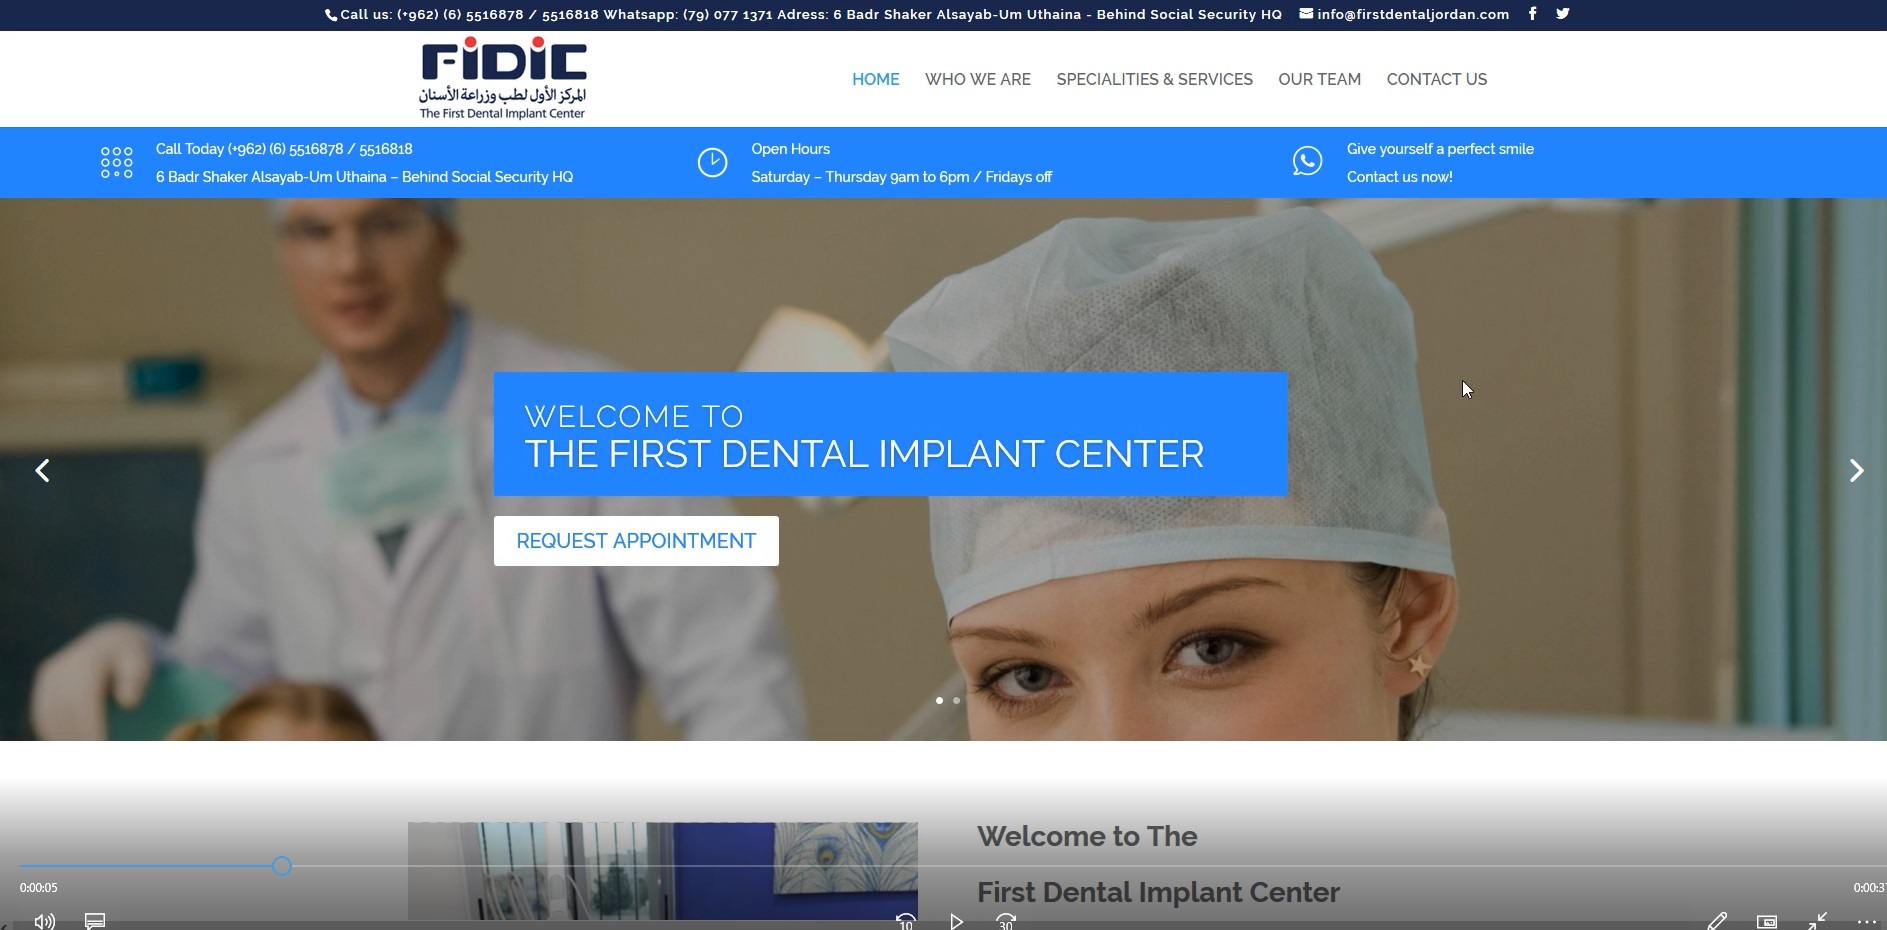 Call us: (+962) (6) 5516878 / 5516818 Whatsapp: (79) 077 1371 Adress: 6 Badr Shaker Alsayab-Um Uthaina - Behind Social Security HQ info@firstdentaljordan.com
FiDiC
المركز الأول لطب وزراعة الأسنان
The First Dental Implant Center
HOME WHO WE ARE SPECIALITIES & SERVICES OUR TEAM CONTACT US
Call Today (+962) (6) 5516878 / 5516818
6 Badr Shaker Alsayab-Um Uthaina – Behind Social Security HQ
Open Hours
Saturday – Thursday 9am to 6pm / Fridays off
Give yourself a perfect smile
Contact us now!
WELCOME TO
THE FIRST DENTAL IMPLANT CENTER
REQUEST APPOINTMENT
Welcome to The
First Dental Implant Center
0:00:05
10
30